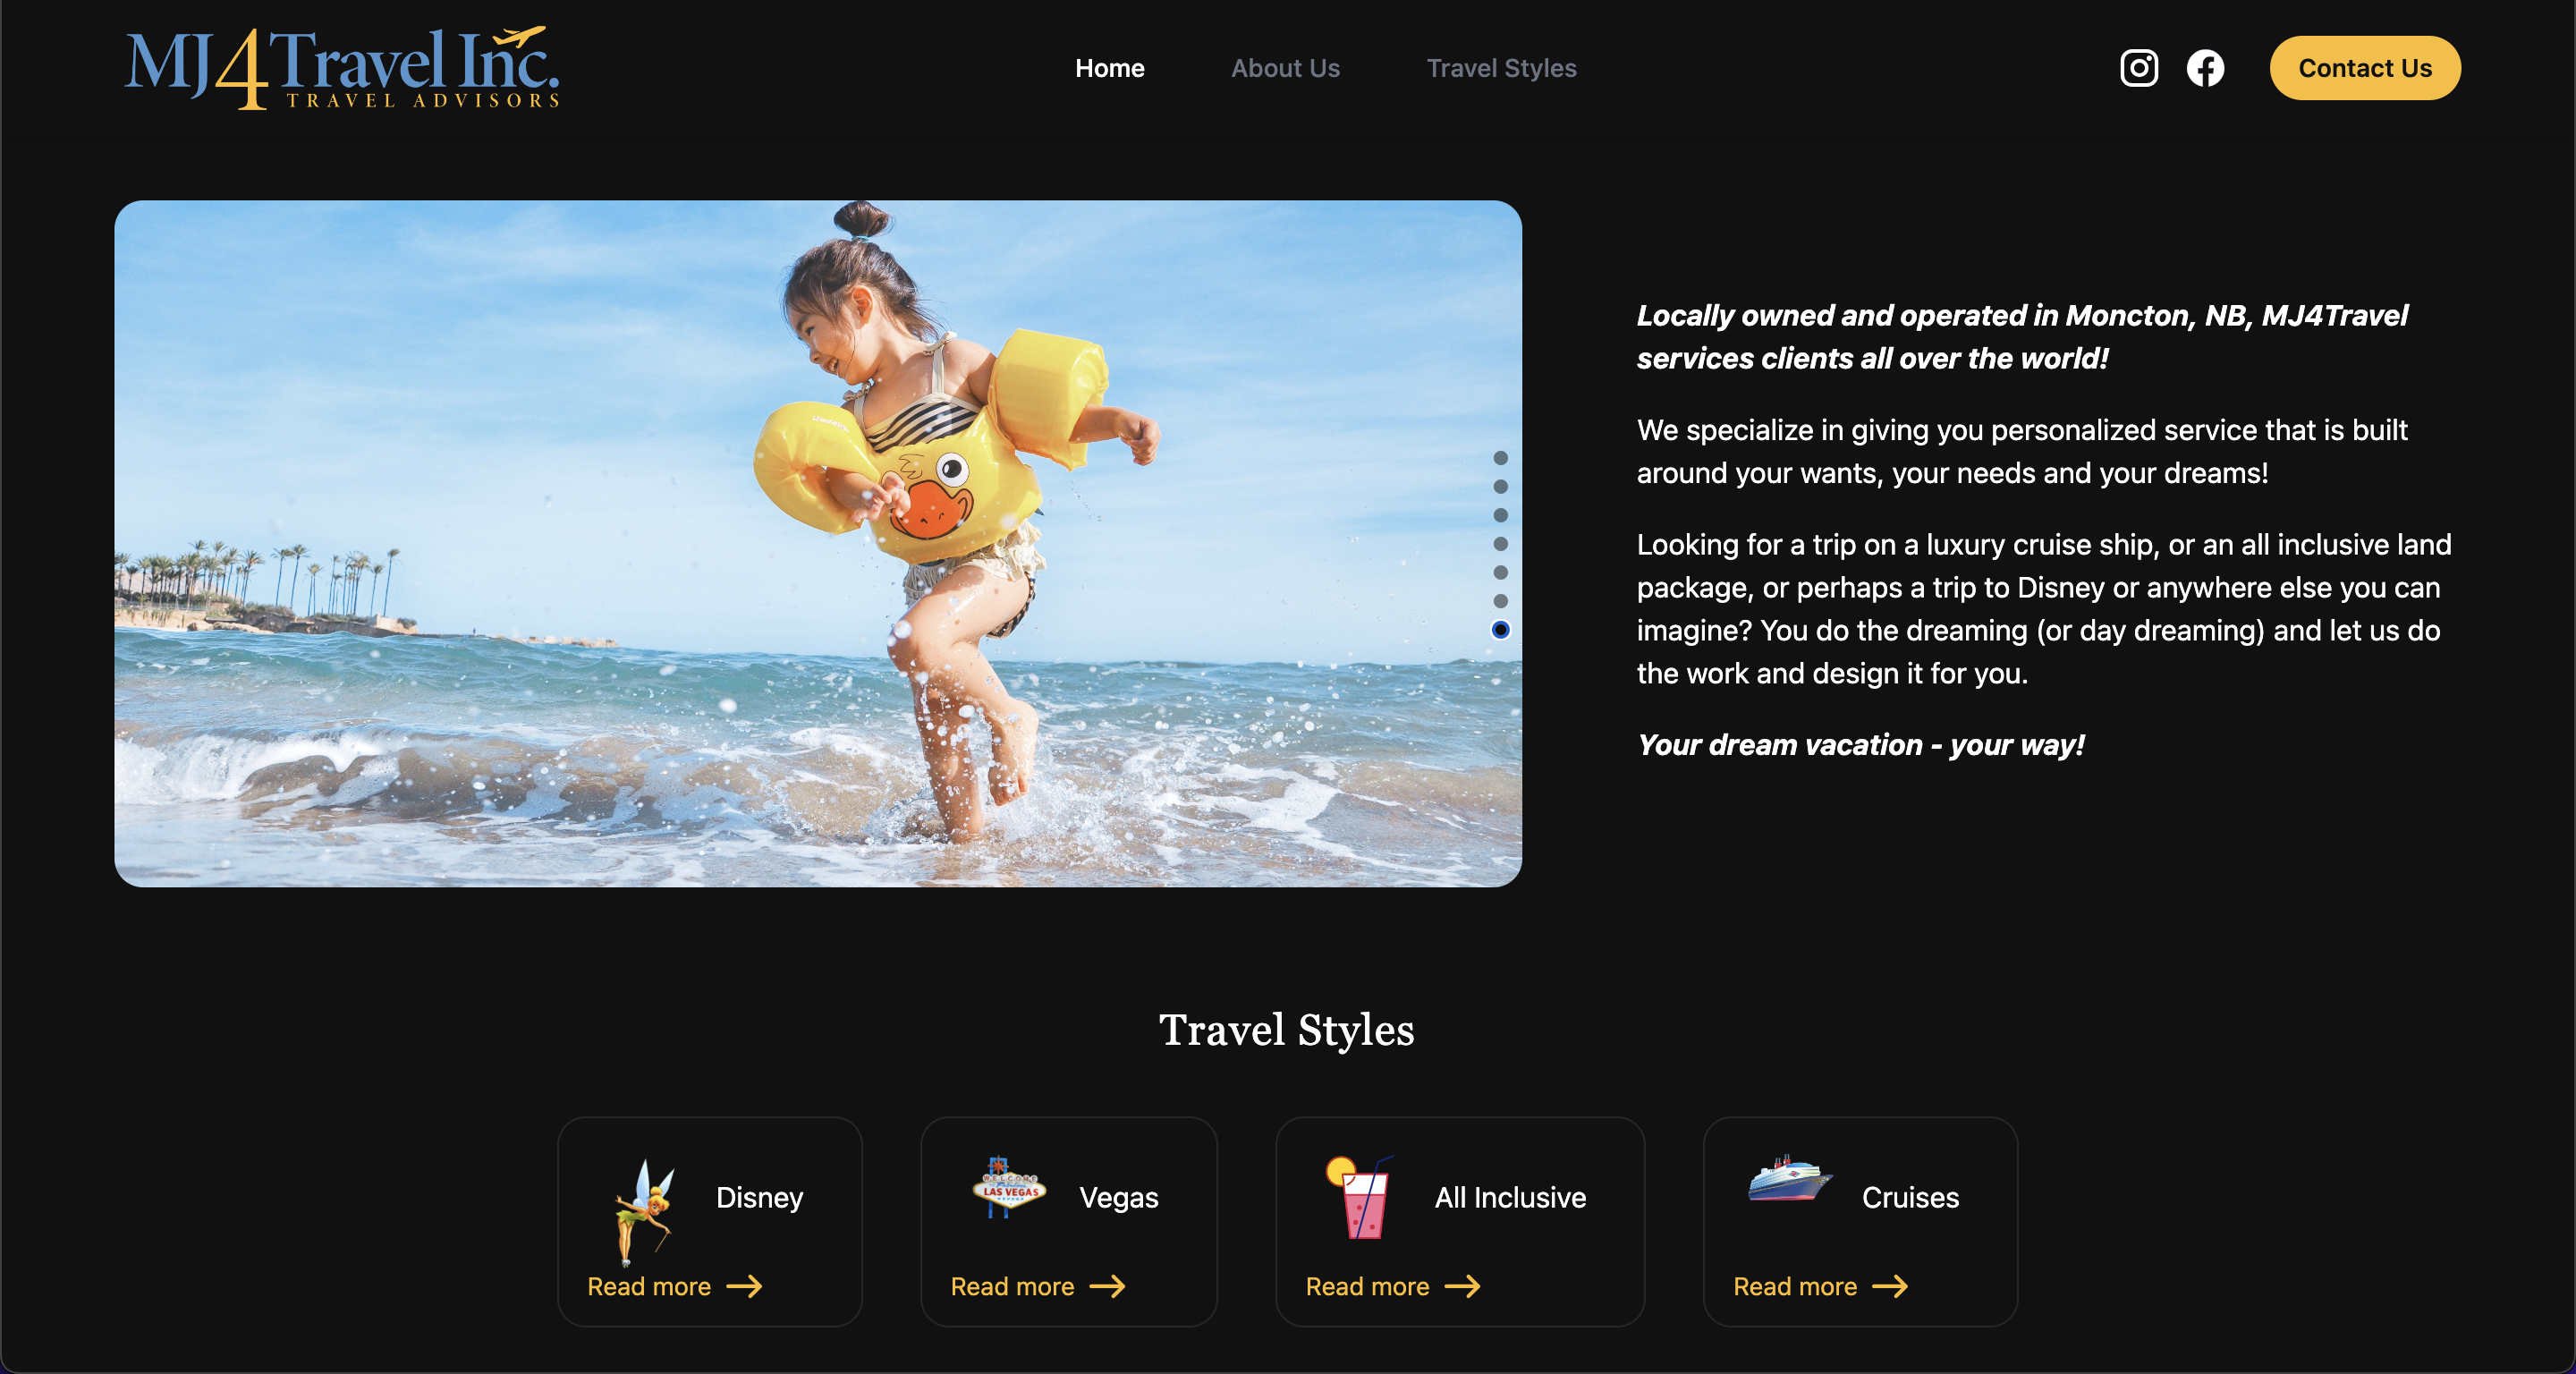 MJ4Travel Inc.
TRAVEL ADVISORS
Home
About Us
Travel Styles
Contact Us
Locally owned and operated in Moncton, NB, MJ4Travel
services clients all over the world!
We specialize in giving you personalized service that is built
around your wants, your needs and your dreams!
Looking for a trip on a luxury cruise ship, or an all inclusive land
package, or perhaps a trip to Disney or anywhere else you can
imagine? You do the dreaming (or day dreaming) and let us do
the work and design it for you.
Your dream vacation - your way!
Travel Styles
Disney
Read more
WELCOME
Fabulous
LAS VEGAS
NEVADA
Vegas
Read more
All Inclusive
Read more
Cruises
Read more